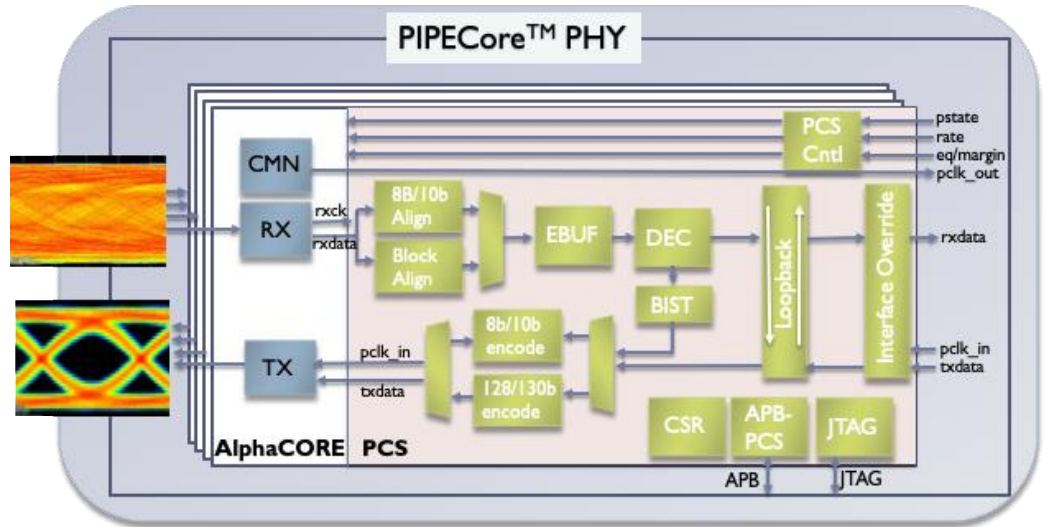 PIPECore™ PHY
PCS
Cntl
pstate
rate
eq/margin
pclk_out
CMN
RX
rxck
rxdata
8B/10b
Align
Block
Align
EBUF
DEC
BIST
Loopback
Interface Override
rxdata
pclk_in
txdata
TX
pclk_in
txdata
8b/10b
encode
128/130b
encode
CSR
APB-
PCS
JTAG
AlphaCORE
PCS
APB
JTAG